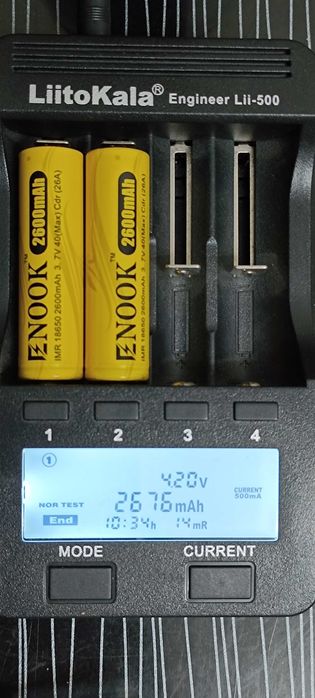 LiitoKala® Engineer Lii-500
ENOOK™ 2600mAh
IMR 18650 2600mAh 3.7V 40(Max) Cdr (26A)
ENOOK™ 2600mAh
IMR 18650 2600mAh 3.7V 40(Max) Cdr (26A)
1 2 3 4
1
4.20v
CURRENT
500mA
NOR TEST 2676mAh
End 10:34h 14mR
MODE CURRENT